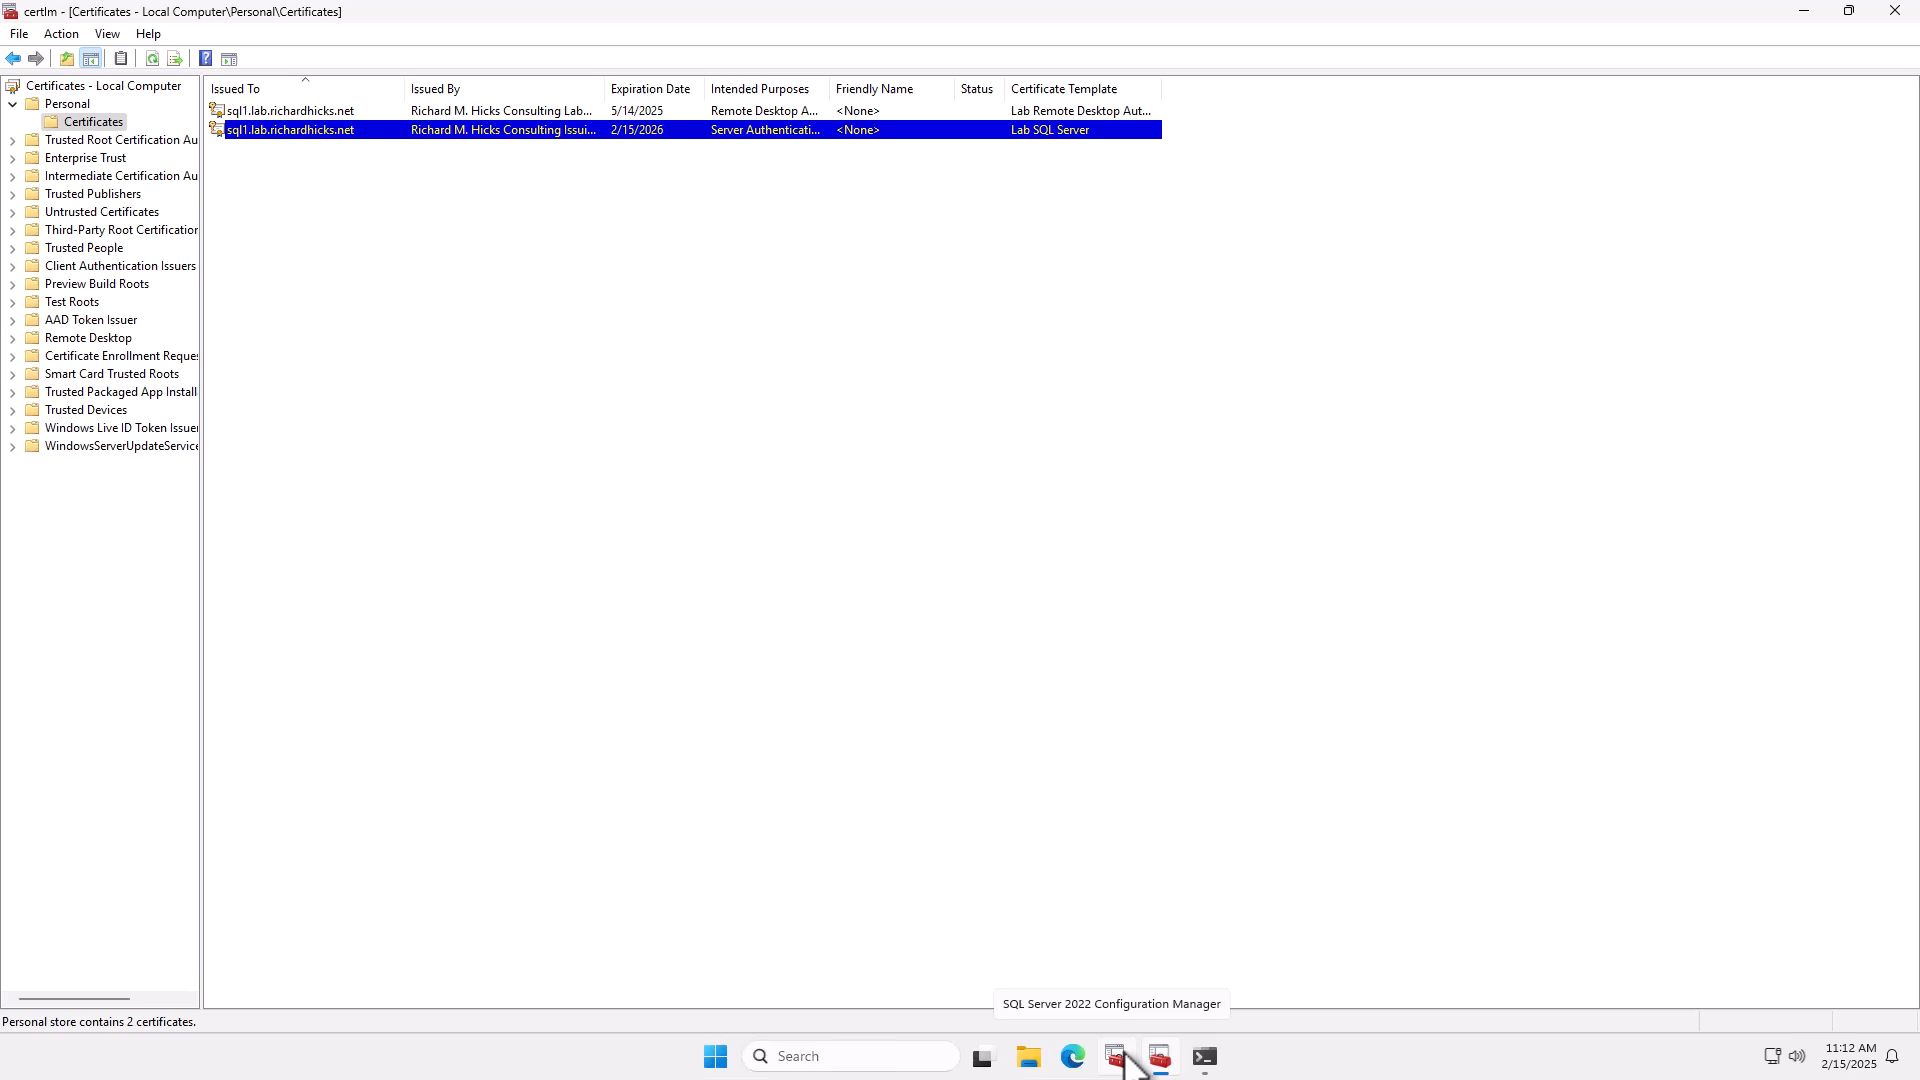 certlm - [Certificates - Local Computer\Personal\Certificates]
File Action View Help
Certificates - Local Computer
Personal
Certificates
Trusted Root Certification Au
Enterprise Trust
Intermediate Certification Au
Trusted Publishers
Untrusted Certificates
Third-Party Root Certification
Trusted People
Client Authentication Issuers
Preview Build Roots
Test Roots
AAD Token Issuer
Remote Desktop
Certificate Enrollment Reques
Smart Card Trusted Roots
Trusted Packaged App Install
Trusted Devices
Windows Live ID Token Issuer
WindowsServerUpdateService
Issued To Issued By Expiration Date Intended Purposes Friendly Name Status Certificate Template
sql1.lab.richardhicks.net Richard M. Hicks Consulting Lab... 5/14/2025 Remote Desktop A... <None> Lab Remote Desktop Aut...
sql1.lab.richardhicks.net Richard M. Hicks Consulting Issui... 2/15/2026 Server Authenticati... <None> Lab SQL Server
SQL Server 2022 Configuration Manager
Personal store contains 2 certificates.
Search
11:12 AM
2/15/2025